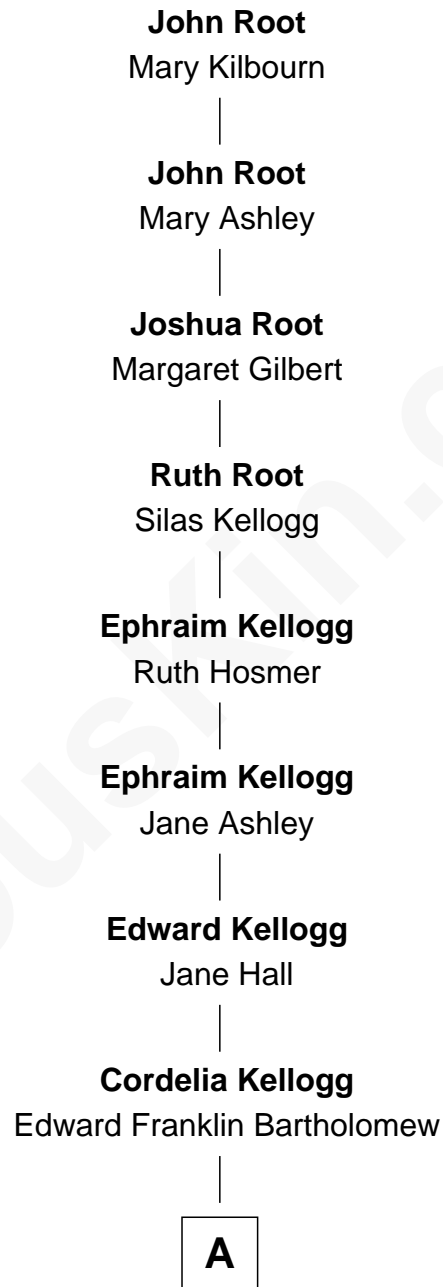 John Root
Mary Kilbourn
John Root
Mary Ashley
Joshua Root
Margaret Gilbert
Ruth Root
Silas Kellogg
Ephraim Kellogg
Ruth Hosmer
Ephraim Kellogg
Jane Ashley
Edward Kellogg
Jane Hall
Cordelia Kellogg
Edward Franklin Bartholomew
A